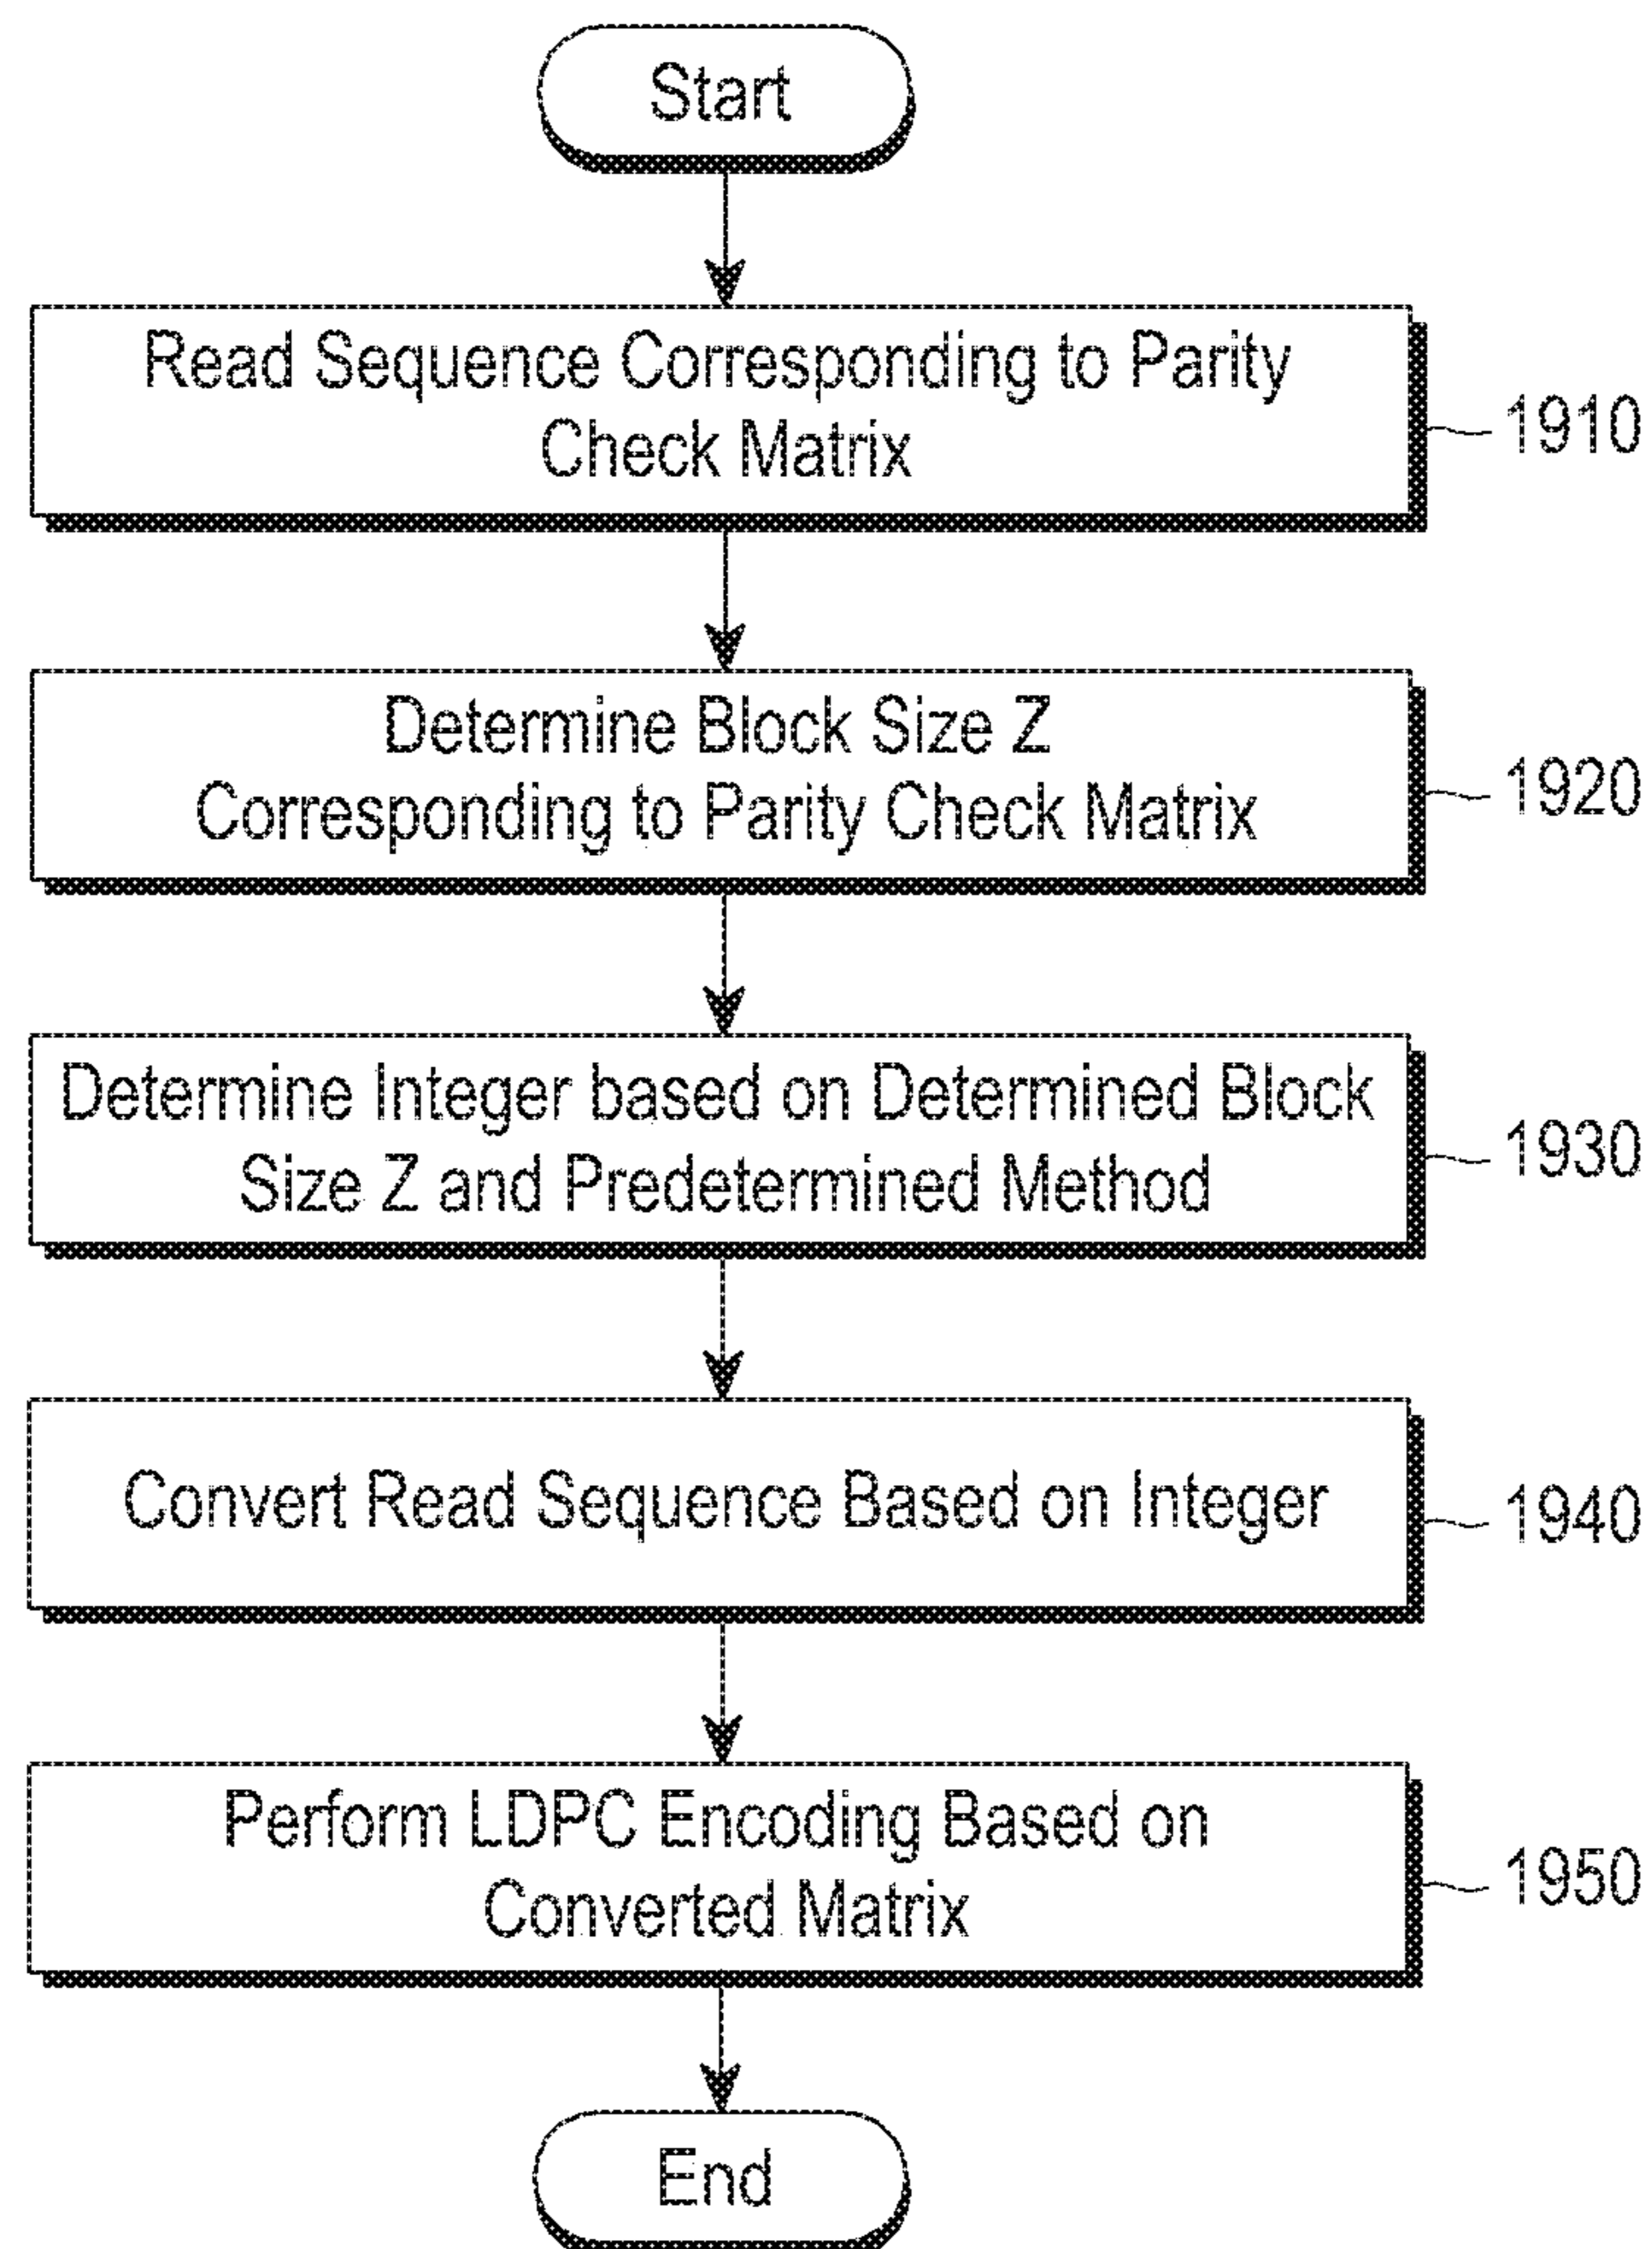 Start
Read Sequence Corresponding to Parity
Check Matrix
1910
Determine Block Size Z
Corresponding to Parity Check Matrix
1920
Determine Integer based on Determined Block
Size Z and Predetermined Method
1930
Convert Read Sequence Based on Integer
1940
Perform LDPC Encoding Based on
Converted Matrix
1950
End